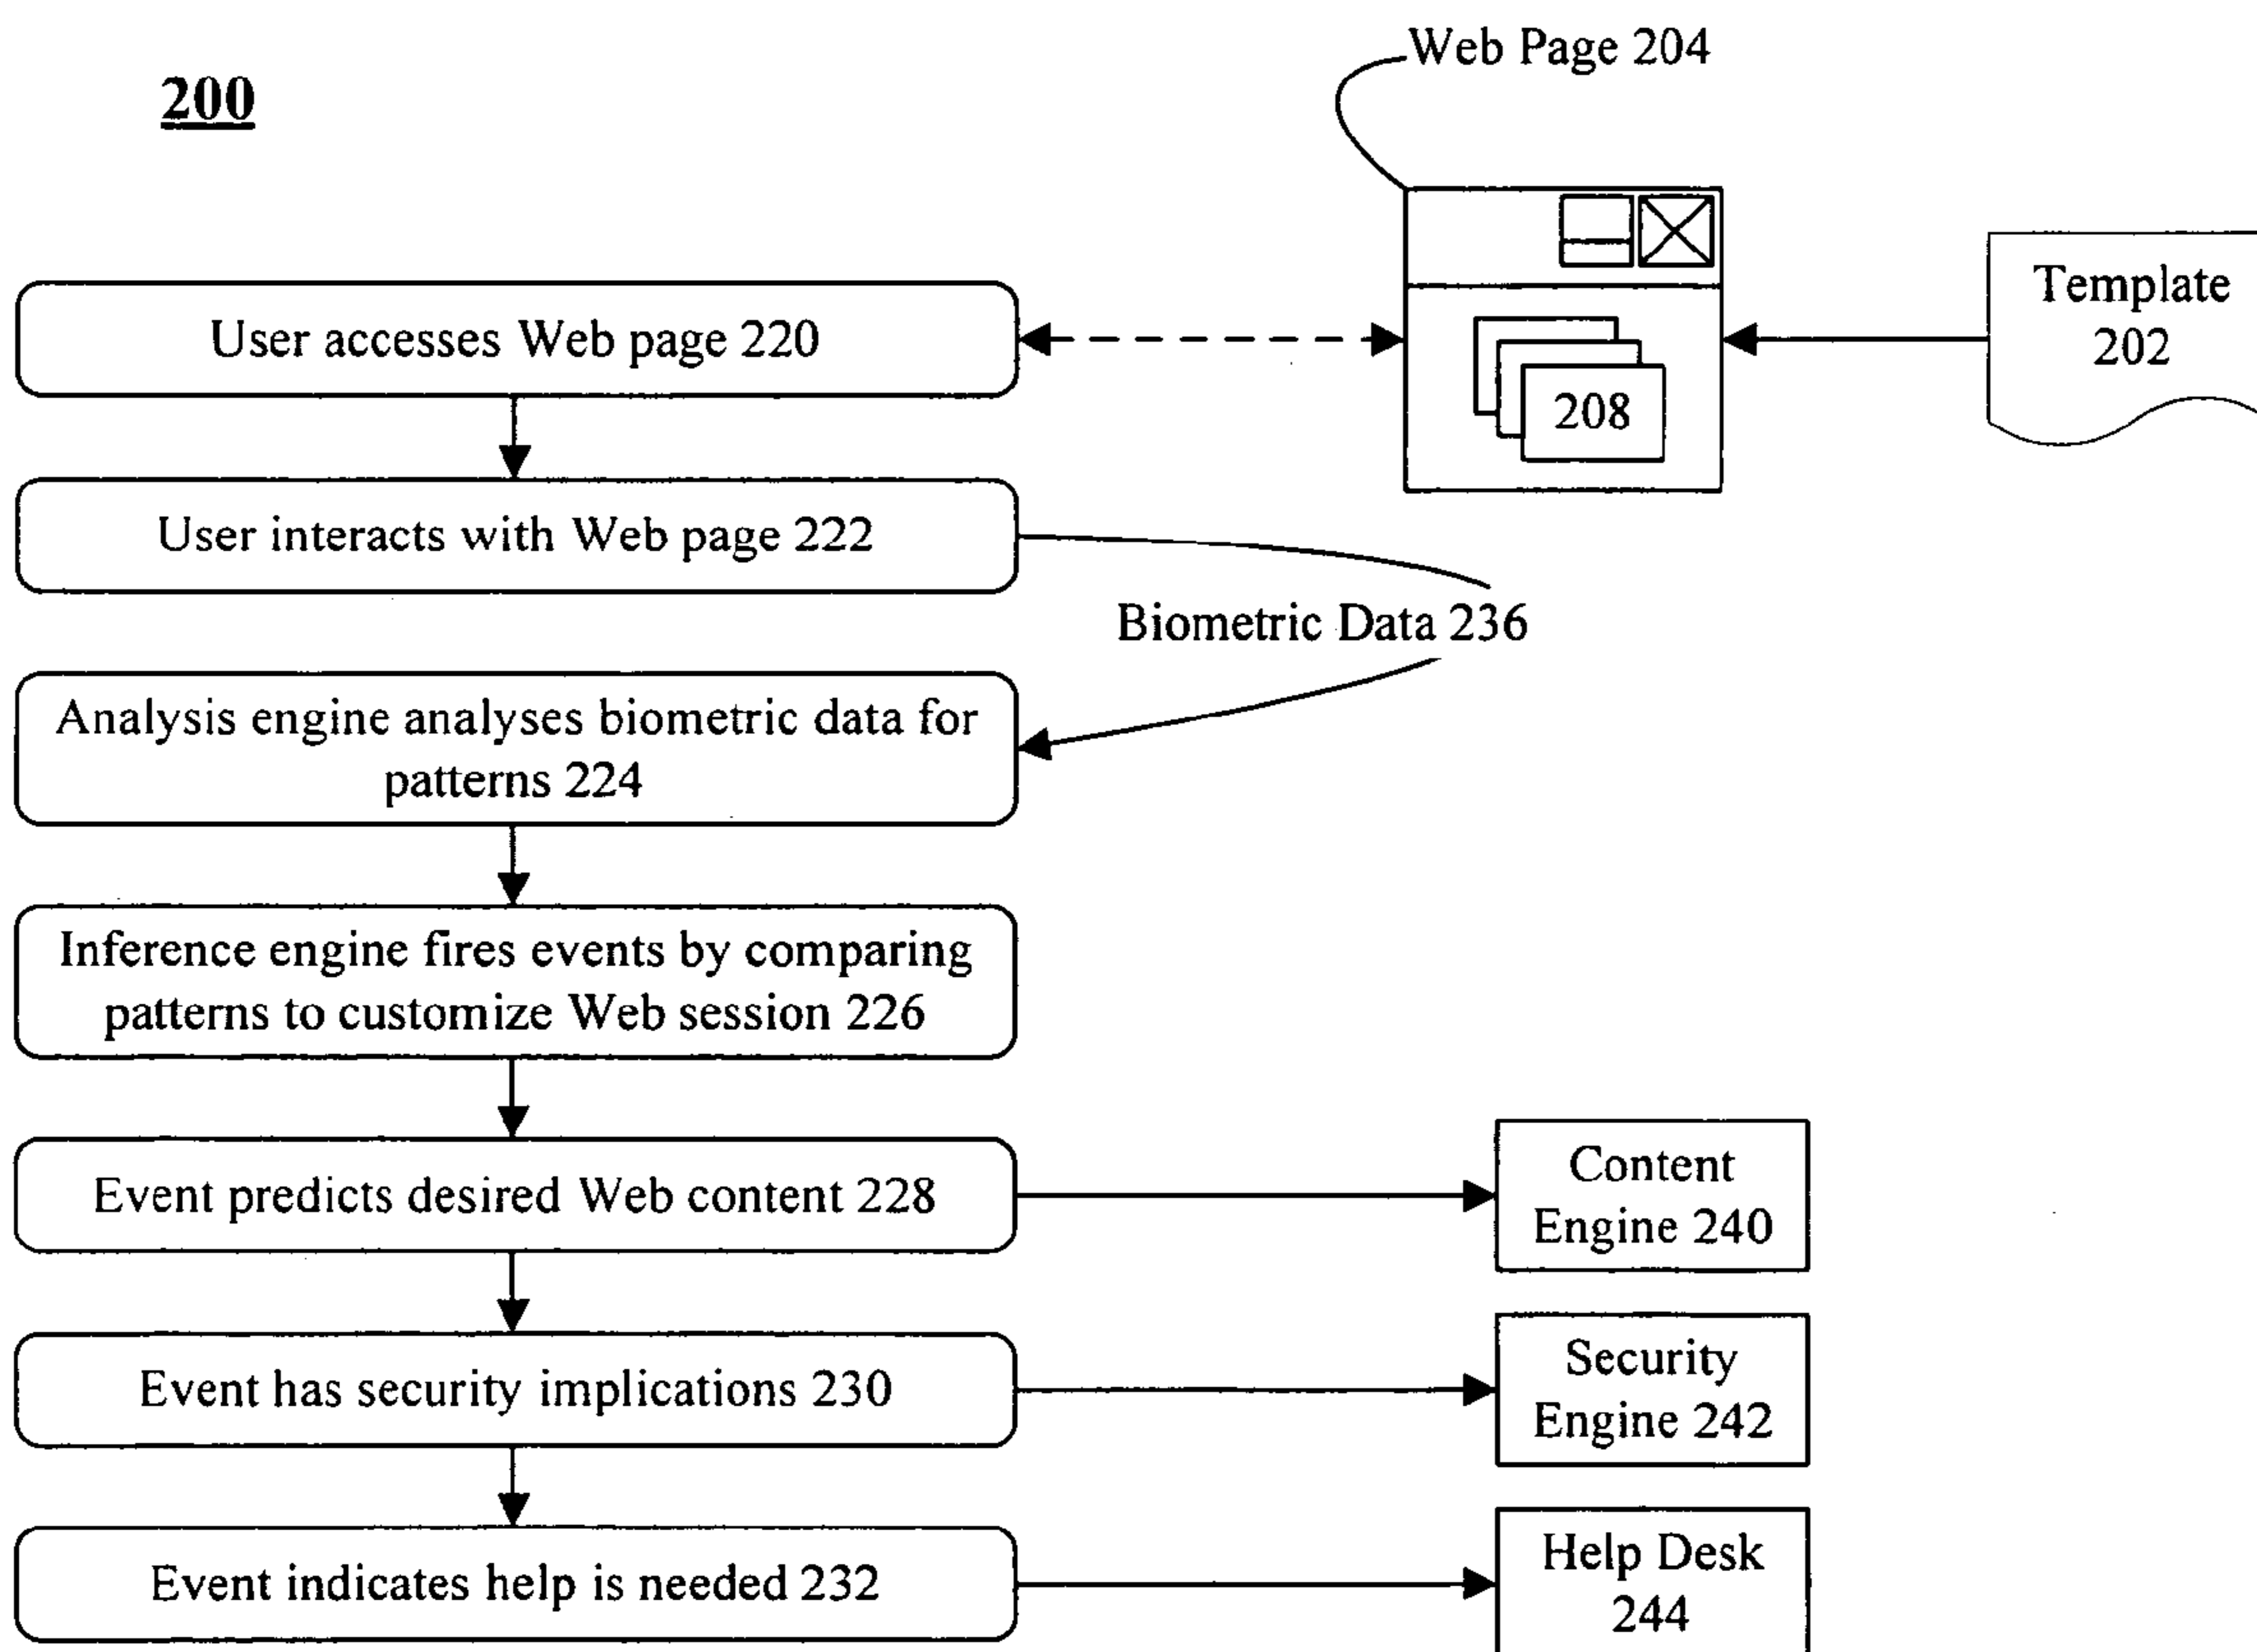 200
Web Page 204
Template
202
User accesses Web page 220
208
User interacts with Web page 222
Biometric Data 236
Analysis engine analyses biometric data for
patterns 224
Inference engine fires events by comparing
patterns to customize Web session 226
Event predicts desired Web content 228
Content
Engine 240
Event has security implications 230
Security
Engine 242
Event indicates help is needed 232
Help Desk
244